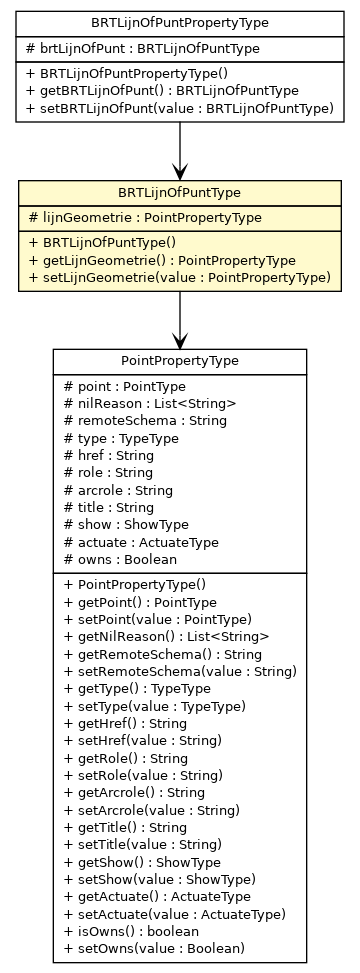 BRTLijnOfPuntPropertyType
# brtLijnOfPunt : BRTLijnOfPuntType
+ BRTLijnOfPuntPropertyType()
+ getBRTLijnOfPunt() : BRTLijnOfPuntType
+ setBRTLijnOfPunt(value : BRTLijnOfPuntType)
BRTLijnOfPuntType
# lijnGeometrie : PointPropertyType
+ BRTLijnOfPuntType()
+ getLijnGeometrie() : PointPropertyType
+ setLijnGeometrie(value : PointPropertyType)
PointPropertyType
# point : PointType
# nilReason : List<String>
# remoteSchema : String
# type : TypeType
# href : String
# role : String
# arcrole : String
# title : String
# show : ShowType
# actuate : ActuateType
# owns : Boolean
+ PointPropertyType()
+ getPoint() : PointType
+ setPoint(value : PointType)
+ getNilReason() : List<String>
+ getRemoteSchema() : String
+ setRemoteSchema(value : String)
+ getType() : TypeType
+ setType(value : TypeType)
+ getHref() : String
+ setHref(value : String)
+ getRole() : String
+ setRole(value : String)
+ getArcrole() : String
+ setArcrole(value : String)
+ getTitle() : String
+ setTitle(value : String)
+ getShow() : ShowType
+ setShow(value : ShowType)
+ getActuate() : ActuateType
+ setActuate(value : ActuateType)
+ isOwns() : boolean
+ setOwns(value : Boolean)